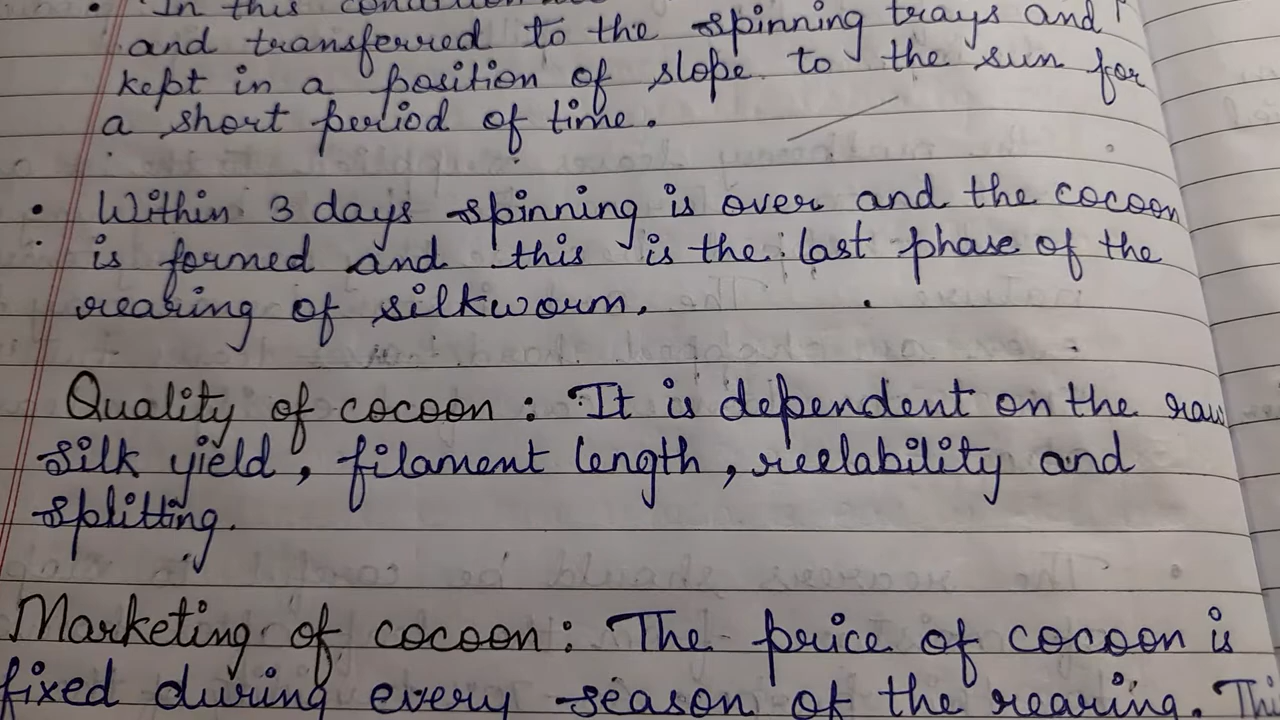 • In this
and transferred to the spinning trays and
kept in a position of slope to the sun for
a short period of time.
• Within 3 days spinning is over and the cocoon
is formed and this is the last phase of the
rearing of silkworm.
Quality of cocoon : It is dependent on the raw
silk yield, filament length, reelability and
splitting.
Marketing of cocoon : The price of cocoon is
fixed during every season of the rearing. Thi